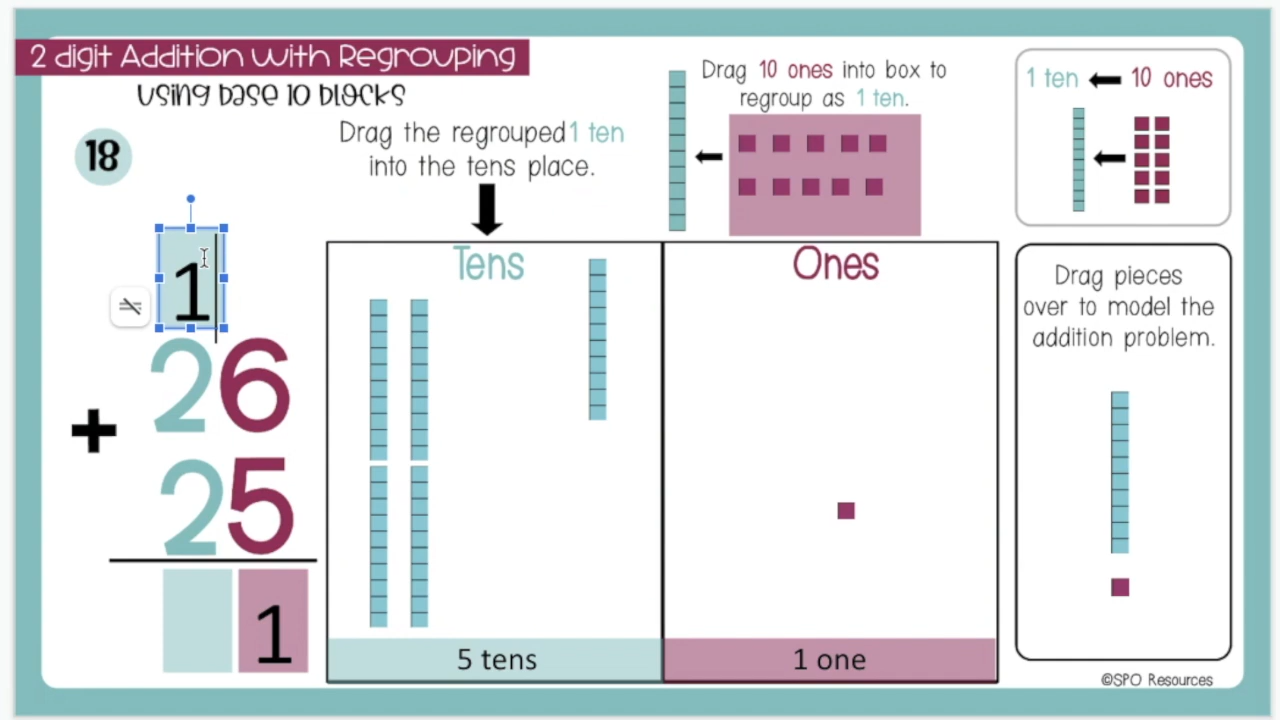 2 digit Addition with Regrouping
using base 10 blocks
18
Drag the regrouped 1 ten
into the tens place.
Drag 10 ones into box to
regroup as 1 ten.
1 ten 10 ones
1
26
+
25
1
Tens
Ones
5 tens
1 one
Drag pieces
over to model the
addition problem.
©SPO Resources